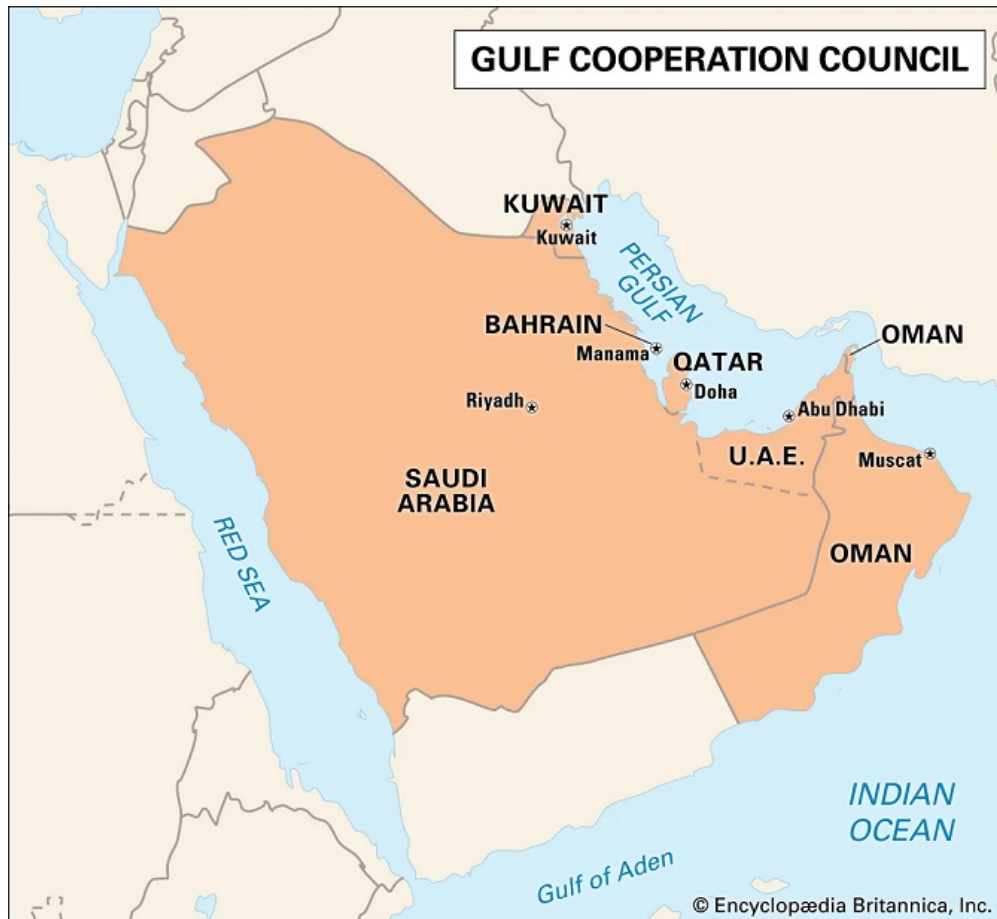 GULF COOPERATION COUNCIL
KUWAIT
Kuwait
PERSIAN
GULF
BAHRAIN
Manama
QATAR
Doha
OMAN
Riyadh
Abu Dhabi
U.A.E.
Muscat
SAUDI
ARABIA
RED SEA
OMAN
INDIAN
OCEAN
Gulf of Aden
© Encyclopædia Britannica, Inc.